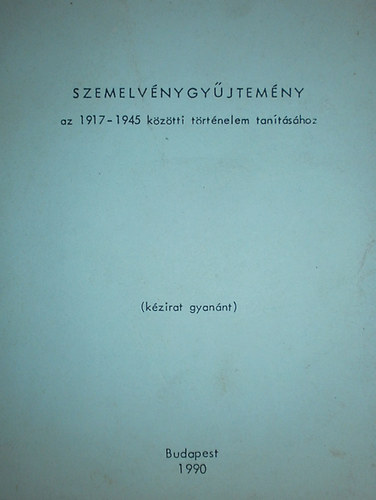 SZEMELVÉNYGYŰJTEMÉNY
az 1917-1945 közötti történelem tanításához
(kézirat gyanánt)
Budapest
1990